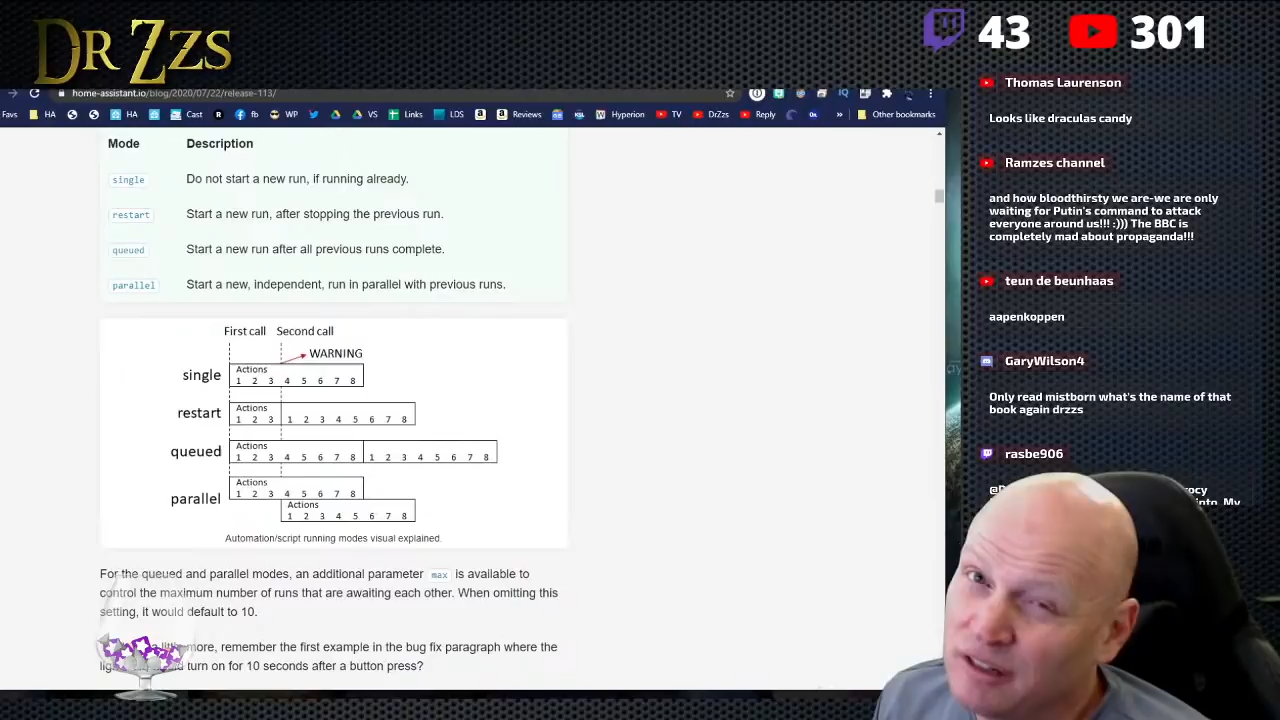 DR ZZS
43
301
home-assistant.io/blog/2020/07/22/release-113/
Favs
HA
HA
Cast
fb
WP
VS
Links
LDS
Reviews
Hyperion
TV
DrZzs
Reply
»
Other bookmarks
Mode Description
single Do not start a new run, if running already.
restart Start a new run, after stopping the previous run.
queued Start a new run after all previous runs complete.
parallel Start a new, independent, run in parallel with previous runs.
First call Second call
WARNING
single
Actions
1 2 3 4 5 6 7 8
restart
Actions
1 2 3 1 2 3 4 5 6 7 8
queued
Actions
1 2 3 4 5 6 7 8 1 2 3 4 5 6 7 8
parallel
Actions
1 2 3 4 5 6 7 8
Actions
1 2 3 4 5 6 7 8
Automation/script running modes visual explained.
For the queued and parallel modes, an additional parameter max is available to
control the maximum number of runs that are awaiting each other. When omitting this
setting, it would default to 10.
more, remember the first example in the bug fix paragraph where the
turn on for 10 seconds after a button press?
Thomas Laurenson
Looks like draculas candy
Ramzes channel
and how bloodthirsty we are-we are only
waiting for Putin's command to attack
everyone around us!!! :))) The BBC is
completely mad about propaganda!!!
teun de beunhaas
aapenkoppen
GaryWilson4
Only read mistborn what's the name of that
book again drzzs
rasbe906